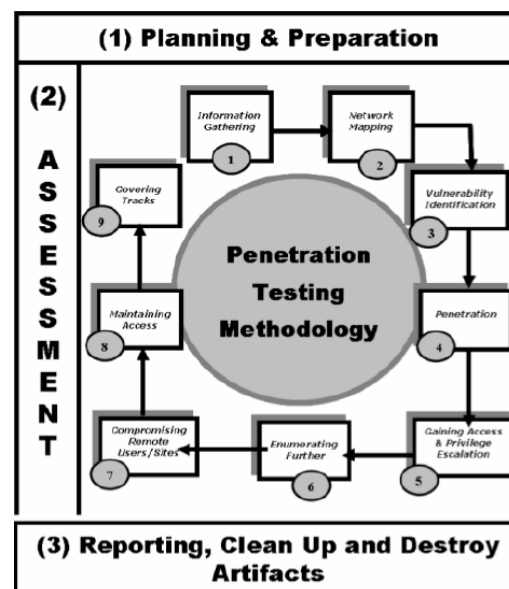 (1) Planning & Preparation
(2)
A
S
S
E
S
S
M
E
N
T
Information
Gathering
1
Network
Mapping
2
Vulnerability
Identification
3
Penetration
4
Gaining Access
& Privilege
Escalation
5
Enumerating
Further
6
Compromising
Remote
Users/Sites
7
Maintaining
Access
8
Covering
Tracks
9
Penetration
Testing
Methodology
(3) Reporting, Clean Up and Destroy
Artifacts